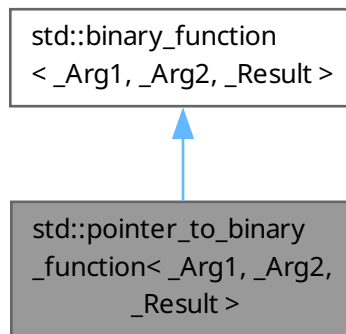 std::binary_function
< _Arg1, _Arg2, _Result >
std::pointer_to_binary
_function< _Arg1, _Arg2,
_Result >